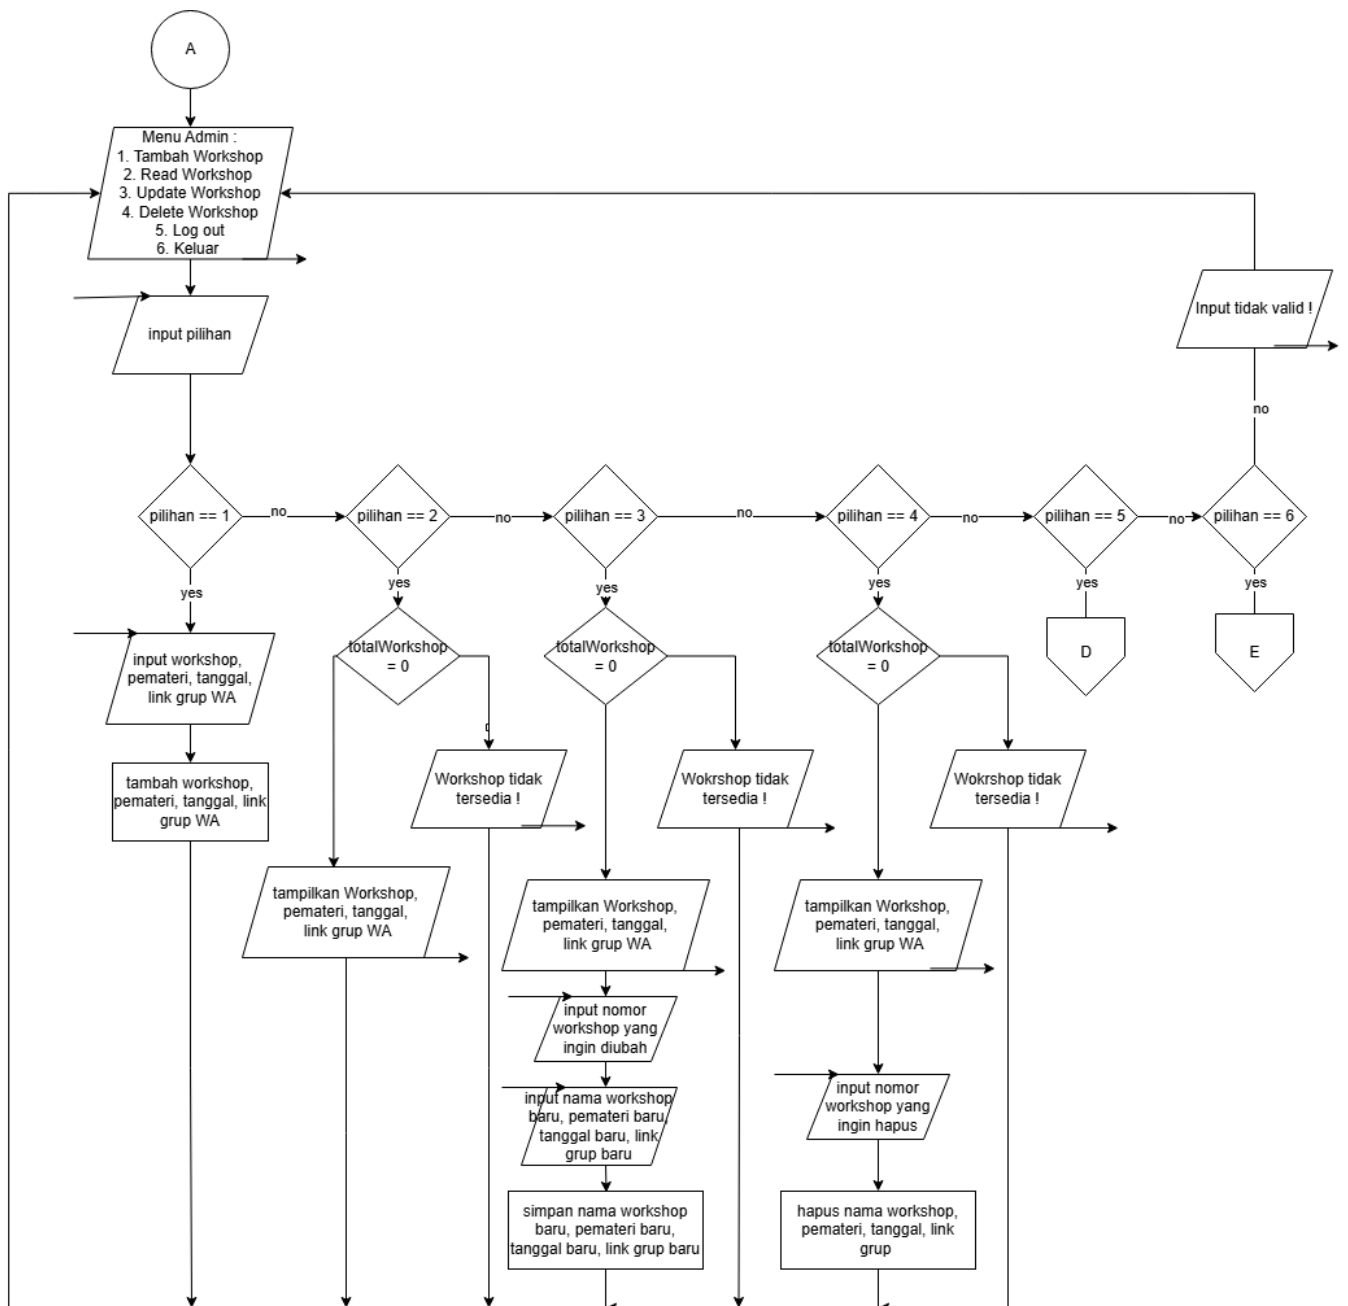 A
Menu Admin :
1. Tambah Workshop
2. Read Workshop
3. Update Workshop
4. Delete Workshop
5. Log out
6. Keluar
input pilihan
Input tidak valid !
no
pilihan == 1
no
pilihan == 2
no
pilihan == 3
no
pilihan == 4
no
pilihan == 5
no
pilihan == 6
yes
yes
yes
yes
yes
yes
input workshop,
pemateri, tanggal,
link grup WA
totalWorkshop
= 0
totalWorkshop
= 0
totalWorkshop
= 0
D
E
tambah workshop,
pemateri, tanggal, link
grup WA
Workshop tidak
tersedia !
Wokrshop tidak
tersedia !
Wokrshop tidak
tersedia !
tampilkan Workshop,
pemateri, tanggal,
link grup WA
tampilkan Workshop,
pemateri, tanggal,
link grup WA
tampilkan Workshop,
pemateri, tanggal,
link grup WA
input nomor
workshop yang
ingin diubah
input nama workshop
baru, pemateri baru,
tanggal baru, link
grup baru
input nomor
workshop yang
ingin hapus
simpan nama workshop
baru, pemateri baru,
tanggal baru, link grup baru
hapus nama workshop,
pemateri, tanggal, link
grup